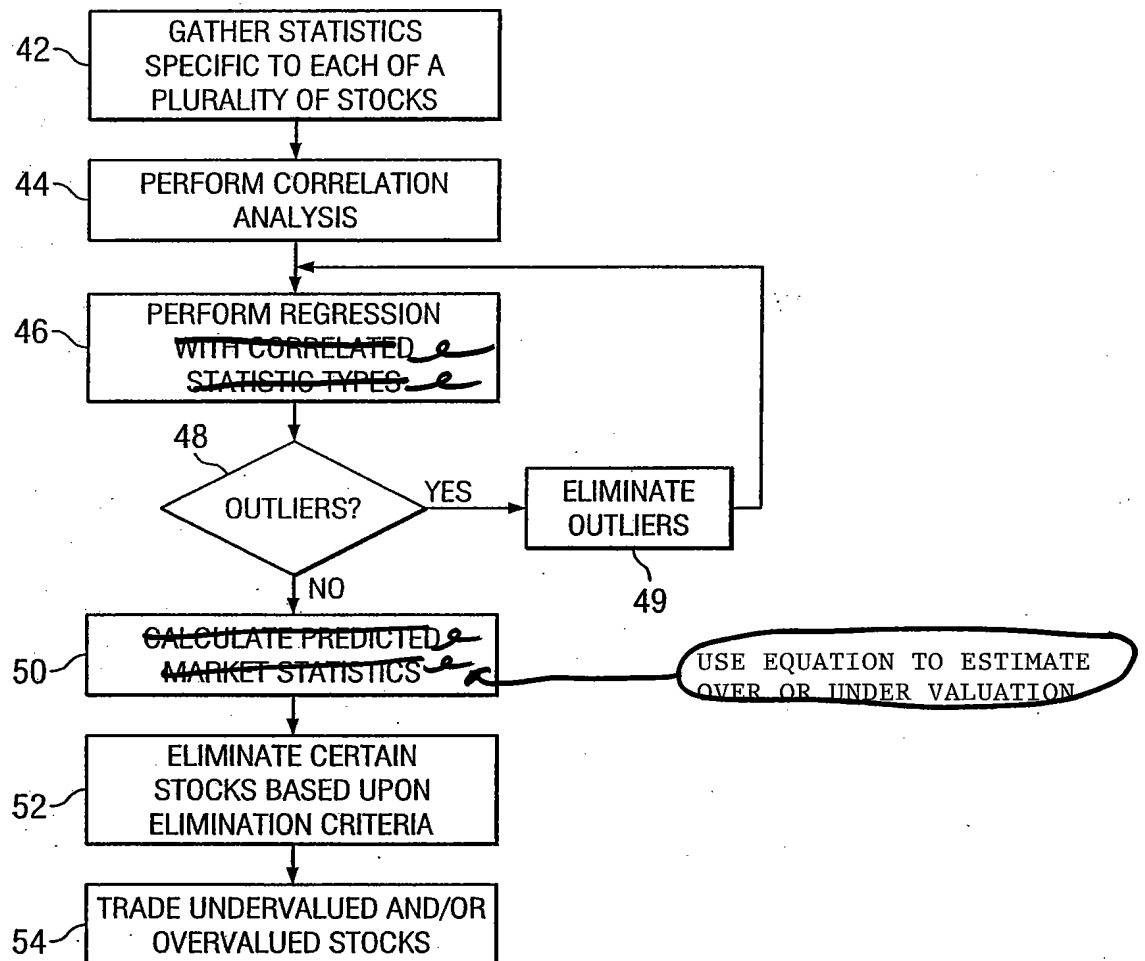 42
GATHER STATISTICS
SPECIFIC TO EACH OF A
PLURALITY OF STOCKS
44
PERFORM CORRELATION
ANALYSIS
46
PERFORM REGRESSION
WITH CORRELATED
STATISTIC TYPES
48
OUTLIERS?
YES
ELIMINATE
OUTLIERS
49
NO
50
CALCULATE PREDICTED
MARKET STATISTICS
USE EQUATION TO ESTIMATE
OVER OR UNDER VALUATION
52
ELIMINATE CERTAIN
STOCKS BASED UPON
ELIMINATION CRITERIA
54
TRADE UNDERVALUED AND/OR
OVERVALUED STOCKS